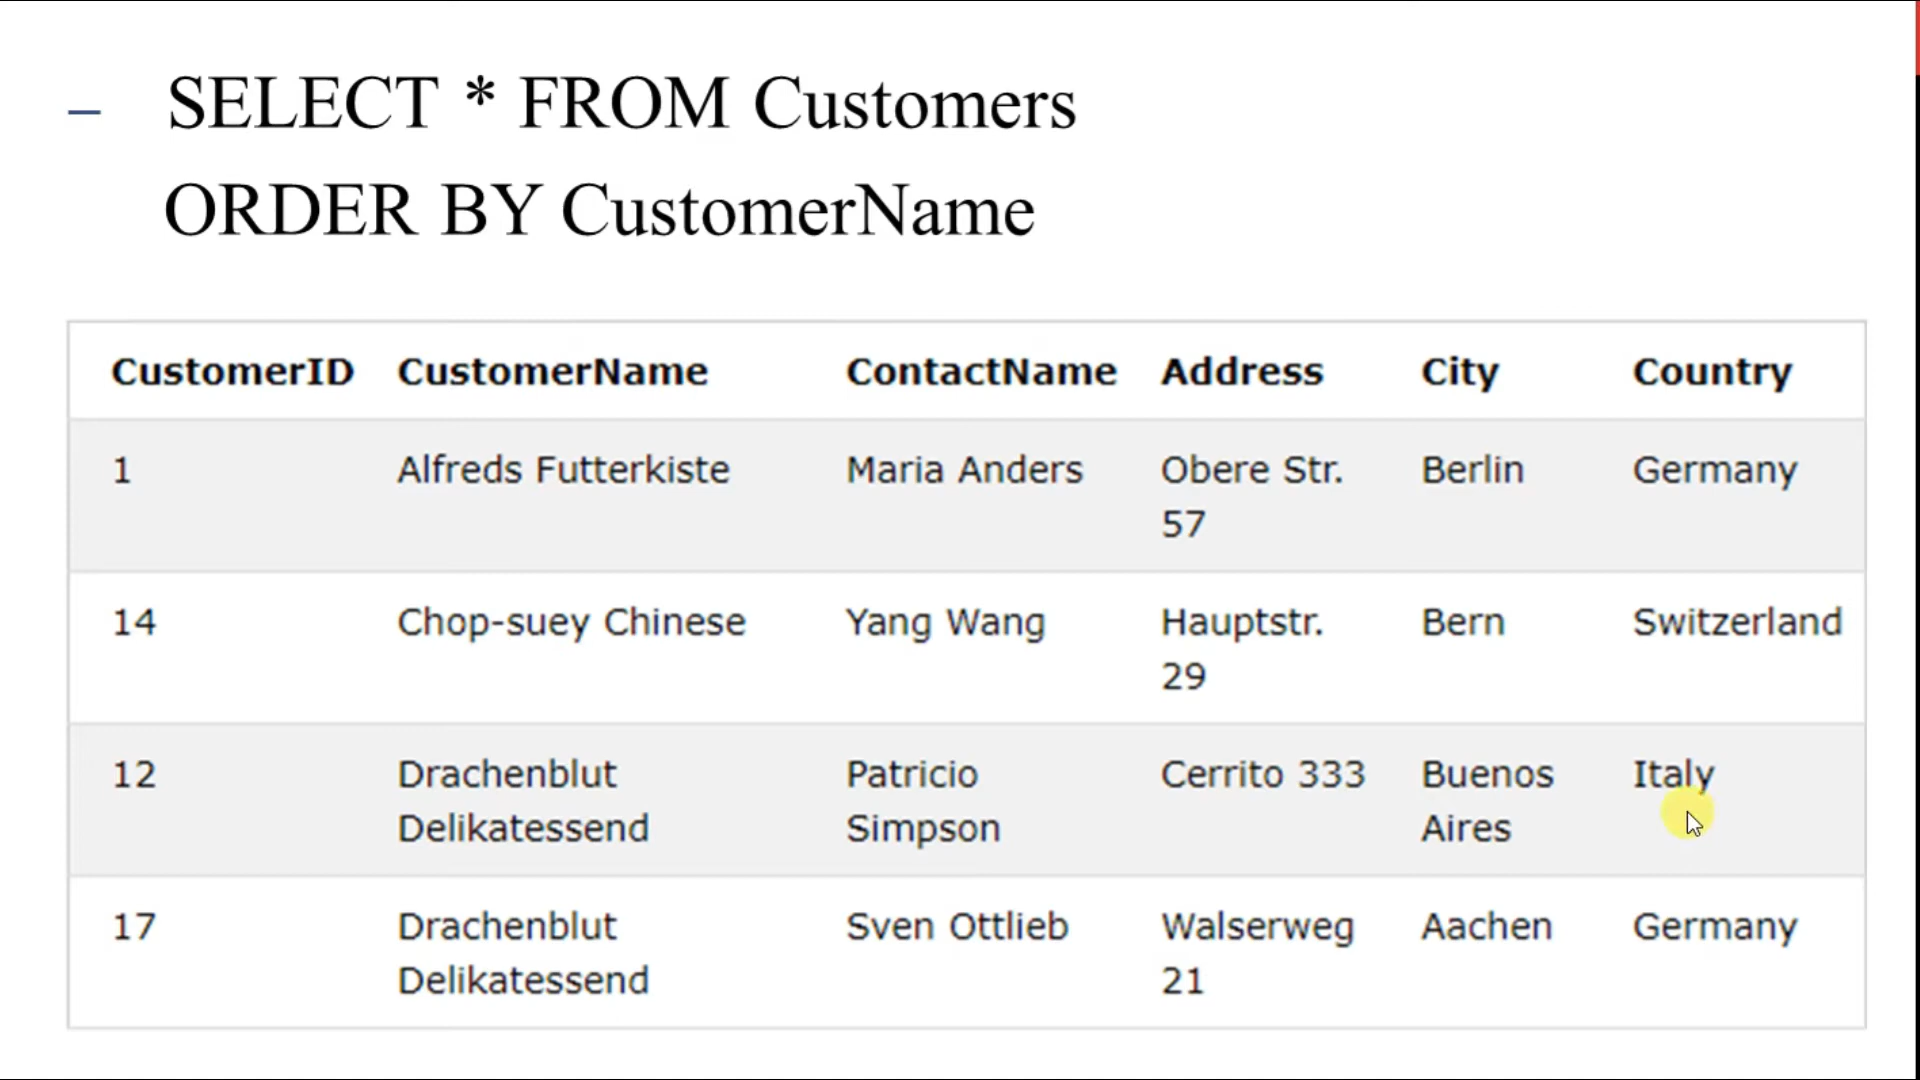 – SELECT * FROM Customers
ORDER BY CustomerName
CustomerID CustomerName ContactName Address City Country
1 Alfreds Futterkiste Maria Anders Obere Str. Berlin Germany
57
14 Chop-suey Chinese Yang Wang Hauptstr. Bern Switzerland
29
12 Drachenblut Patricio Cerrito 333 Buenos Italy
Delikatessend Simpson Aires
17 Drachenblut Sven Ottlieb Walserweg Aachen Germany
Delikatessend 21